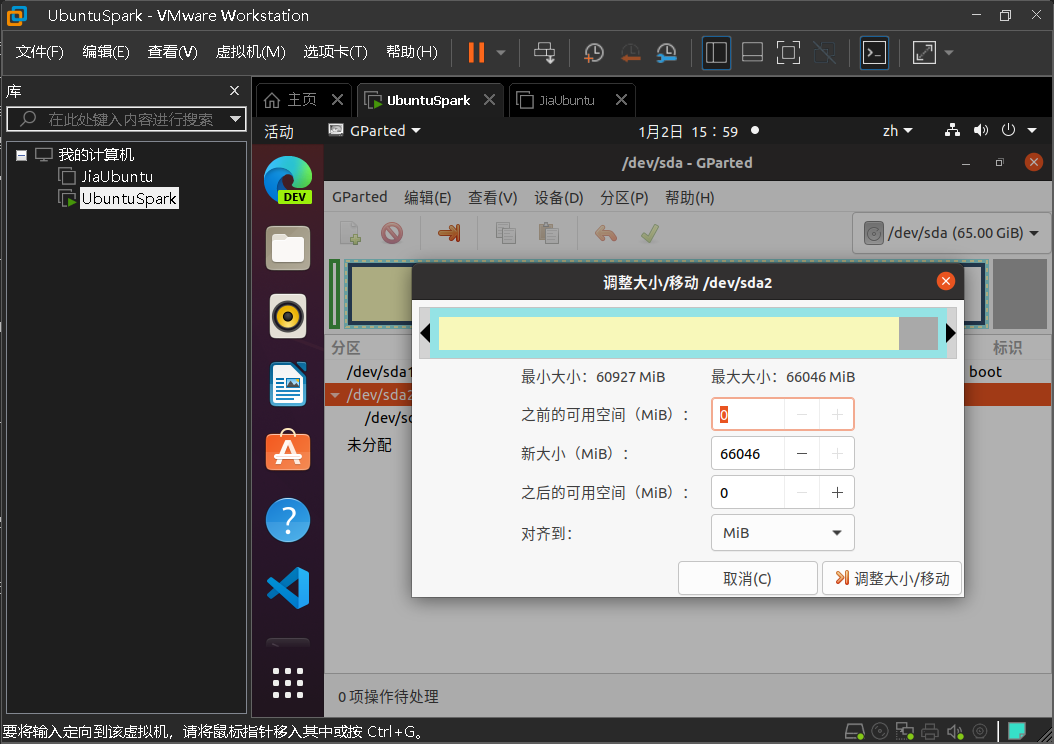 UbuntuSpark - VMware Workstation
文件(F) 编辑(E) 查看(V) 虚拟机(M) 选项卡(T) 帮助(H)
库
在此处键入内容进行搜索
我的计算机
JiaUbuntu
UbuntuSpark
主页 UbuntuSpark JiaUbuntu
活动 GParted 1月2日 15：59 zh
DEV
/dev/sda - GParted
GParted 编辑(E) 查看(V) 设备(D) 分区(P) 帮助(H)
/dev/sda (65.00 GiB)
分区 标识
/dev/sda1 boot
/dev/sda2
/dev/sd
未分配
调整大小/移动 /dev/sda2
最小大小：60927 MiB 最大大小：66046 MiB
之前的可用空间（MiB）： 0
新大小（MiB）： 66046
之后的可用空间（MiB）： 0
对齐到： MiB
取消(C) 调整大小/移动
0 项操作待处理
要将输入定向到该虚拟机，请将鼠标指针移入其中或按 Ctrl+G。